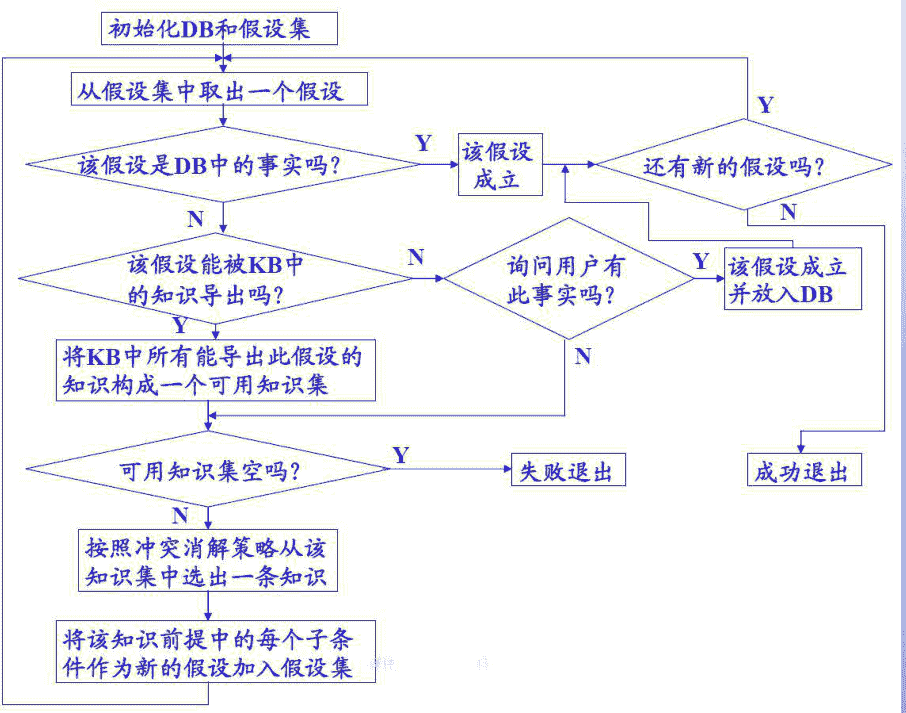 初始化DB和假设集
从假设集中取出一个假设
Y
该假设是DB中的事实吗？
Y
该假设
成立
还有新的假设吗？
N
N
该假设能被KB中
的知识导出吗？
N
询问用户有
此事实吗？
Y
该假设成立
并放入DB
Y
N
将KB中所有能导出此假设的
知识构成一个可用知识集
可用知识集空吗？
Y
失败退出
成功退出
N
按照冲突消解策略从该
知识集中选出一条知识
将该知识前提中的每个子条
件作为新的假设加入假设集